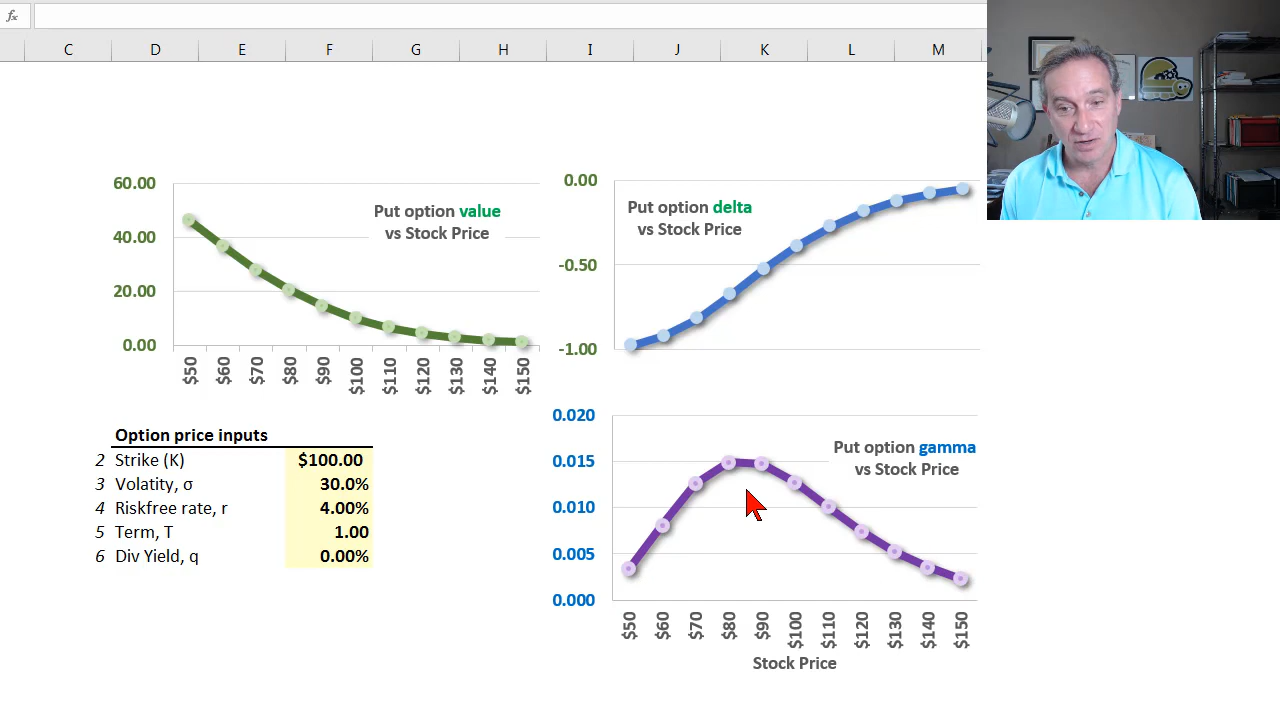 fx
C D E F G H I J K L M
Put option value
vs Stock Price
60.00
40.00
20.00
0.00
$50 $60 $70 $80 $90 $100 $110 $120 $130 $140 $150
Put option delta
vs Stock Price
0.00
-0.50
-1.00
Option price inputs
2 Strike (K) $100.00
3 Volatity, σ 30.0%
4 Riskfree rate, r 4.00%
5 Term, T 1.00
6 Div Yield, q 0.00%
Put option gamma
vs Stock Price
0.020
0.015
0.010
0.005
0.000
$50 $60 $70 $80 $90 $100 $110 $120 $130 $140 $150
Stock Price